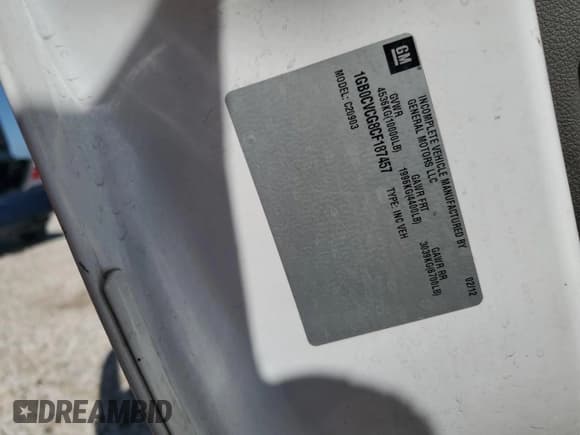 GM
INCOMPLETE VEHICLE MANUFACTURED BY
GENERAL MOTORS LLC 02/12
GVWR GAWR FRT GAWR RR
4536KG(10000LB) 1996KG(4400LB) 3039KG(6700LB)
1GB0CVCG8CF187457 TYPE: INC VEH
MODEL: C20903
DREAMBID